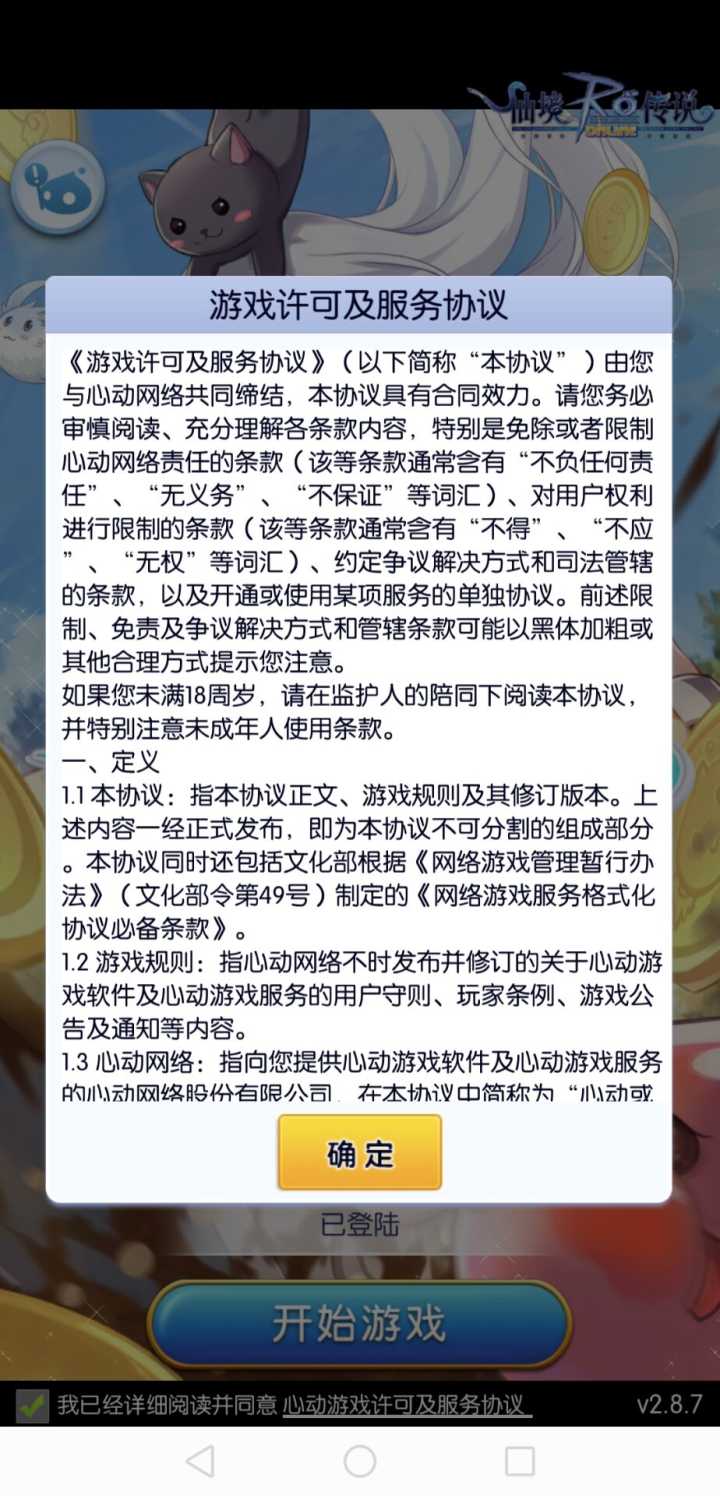 仙境RO传说
ONLINE
游戏许可及服务协议
《游戏许可及服务协议》（以下简称“本协议”）由您
与心动网络共同缔结，本协议具有合同效力。请您务必
审慎阅读、充分理解各条款内容，特别是免除或者限制
心动网络责任的条款（该等条款通常含有“不负任何责
任”、“无义务”、“不保证”等词汇）、对用户权利
进行限制的条款（该等条款通常含有“不得”、“不应
”、“无权”等词汇）、约定争议解决方式和司法管辖
的条款，以及开通或使用某项服务的单独协议。前述限
制、免责及争议解决方式和管辖条款可能以黑体加粗或
其他合理方式提示您注意。
如果您未满18周岁，请在监护人的陪同下阅读本协议，
并特别注意未成年人使用条款。
一、定义
1.1 本协议：指本协议正文、游戏规则及其修订版本。上
述内容一经正式发布，即为本协议不可分割的组成部分
。本协议同时还包括文化部根据《网络游戏管理暂行办
法》（文化部令第49号）制定的《网络游戏服务格式化
协议必备条款》。
1.2 游戏规则：指心动网络不时发布并修订的关于心动游
戏软件及心动游戏服务的用户守则、玩家条例、游戏公
告及通知等内容。
1.3 心动网络：指向您提供心动游戏软件及心动游戏服务
的心动网络股份有限公司，在本协议中简称为“心动或
确定
已登陆
开始游戏
我已经详细阅读并同意 心动游戏许可及服务协议
v2.8.7